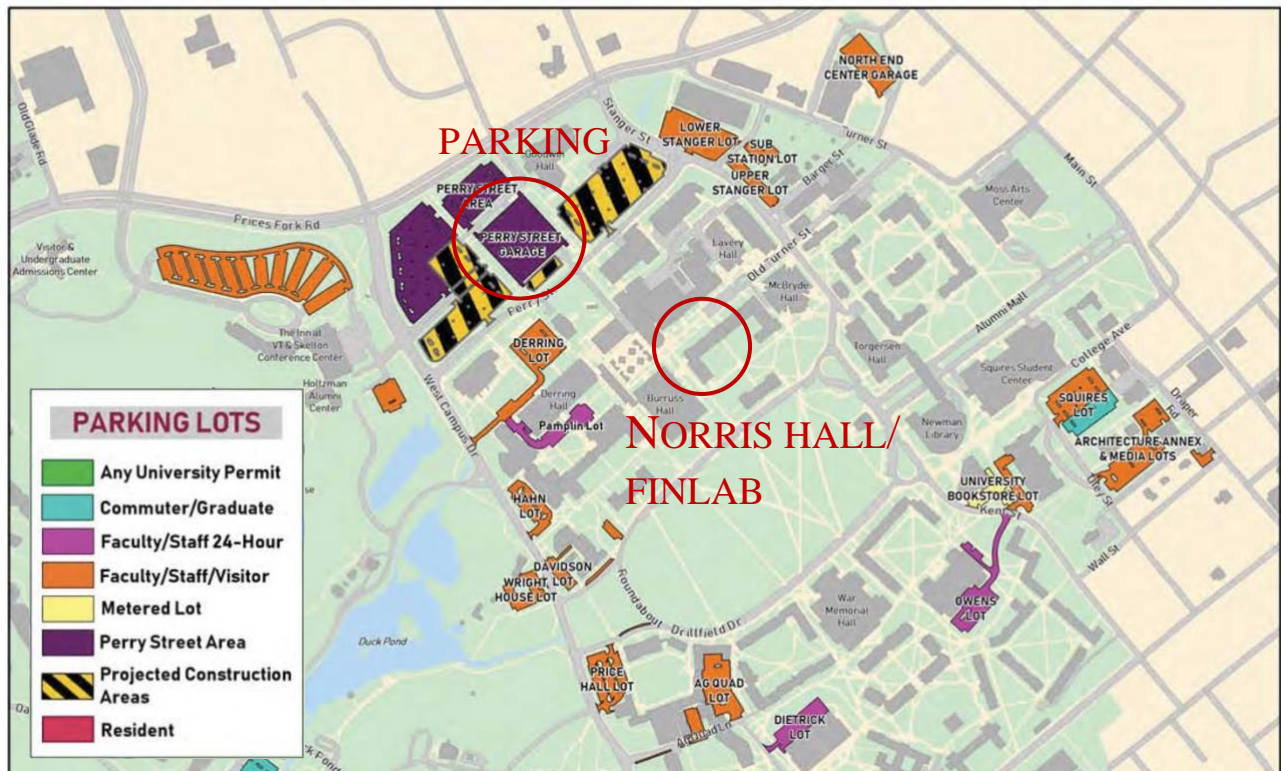 NORTH END
CENTER GARAGE
Old Glade Rd
Stanger St
Turner St
LOWER
STANGER LOT
SUB
STATION LOT
UPPER
STANGER LOT
Barger St
Main St
PARKING
Goodwin
Hall
PERRY STREET
AREA
Moss Arts
Center
Prices Fork Rd
PERRY STREET
GARAGE
Visitor &
Undergraduate
Admissions Center
Lavery
Hall
Old Turner St
McBryde
Hall
Perry St
Alumni Mall
The Inn at
VT & Skelton
Conference Center
DERRING
LOT
Torgersen
Hall
College Ave
Squires Student
Center
Holtzman
Alumni
Center
West Campus Dr
Derring
Hall
Burruss
Hall
Draper Rd
SQUIRES
LOT
Pamplin Lot
NORRIS HALL/
FINLAB
Newman
Library
ARCHITECTURE ANNEX
& MEDIA LOTS
Otey St
UNIVERSITY
BOOKSTORE LOT
Kent St
HAHN
LOT
Wall St
DAVIDSON
LOT
WRIGHT
HOUSE LOT
Roundabout
Drillfield Dr
War
Memorial
Hall
OWENS
LOT
Duck Pond
PRICE
HALL LOT
AG QUAD
LOT
DIETRICK
LOT
Ag Quad Ln
PARKING LOTS
Any University Permit
Commuter/Graduate
Faculty/Staff 24-Hour
Faculty/Staff/Visitor
Metered Lot
Perry Street Area
Projected Construction
Areas
Resident